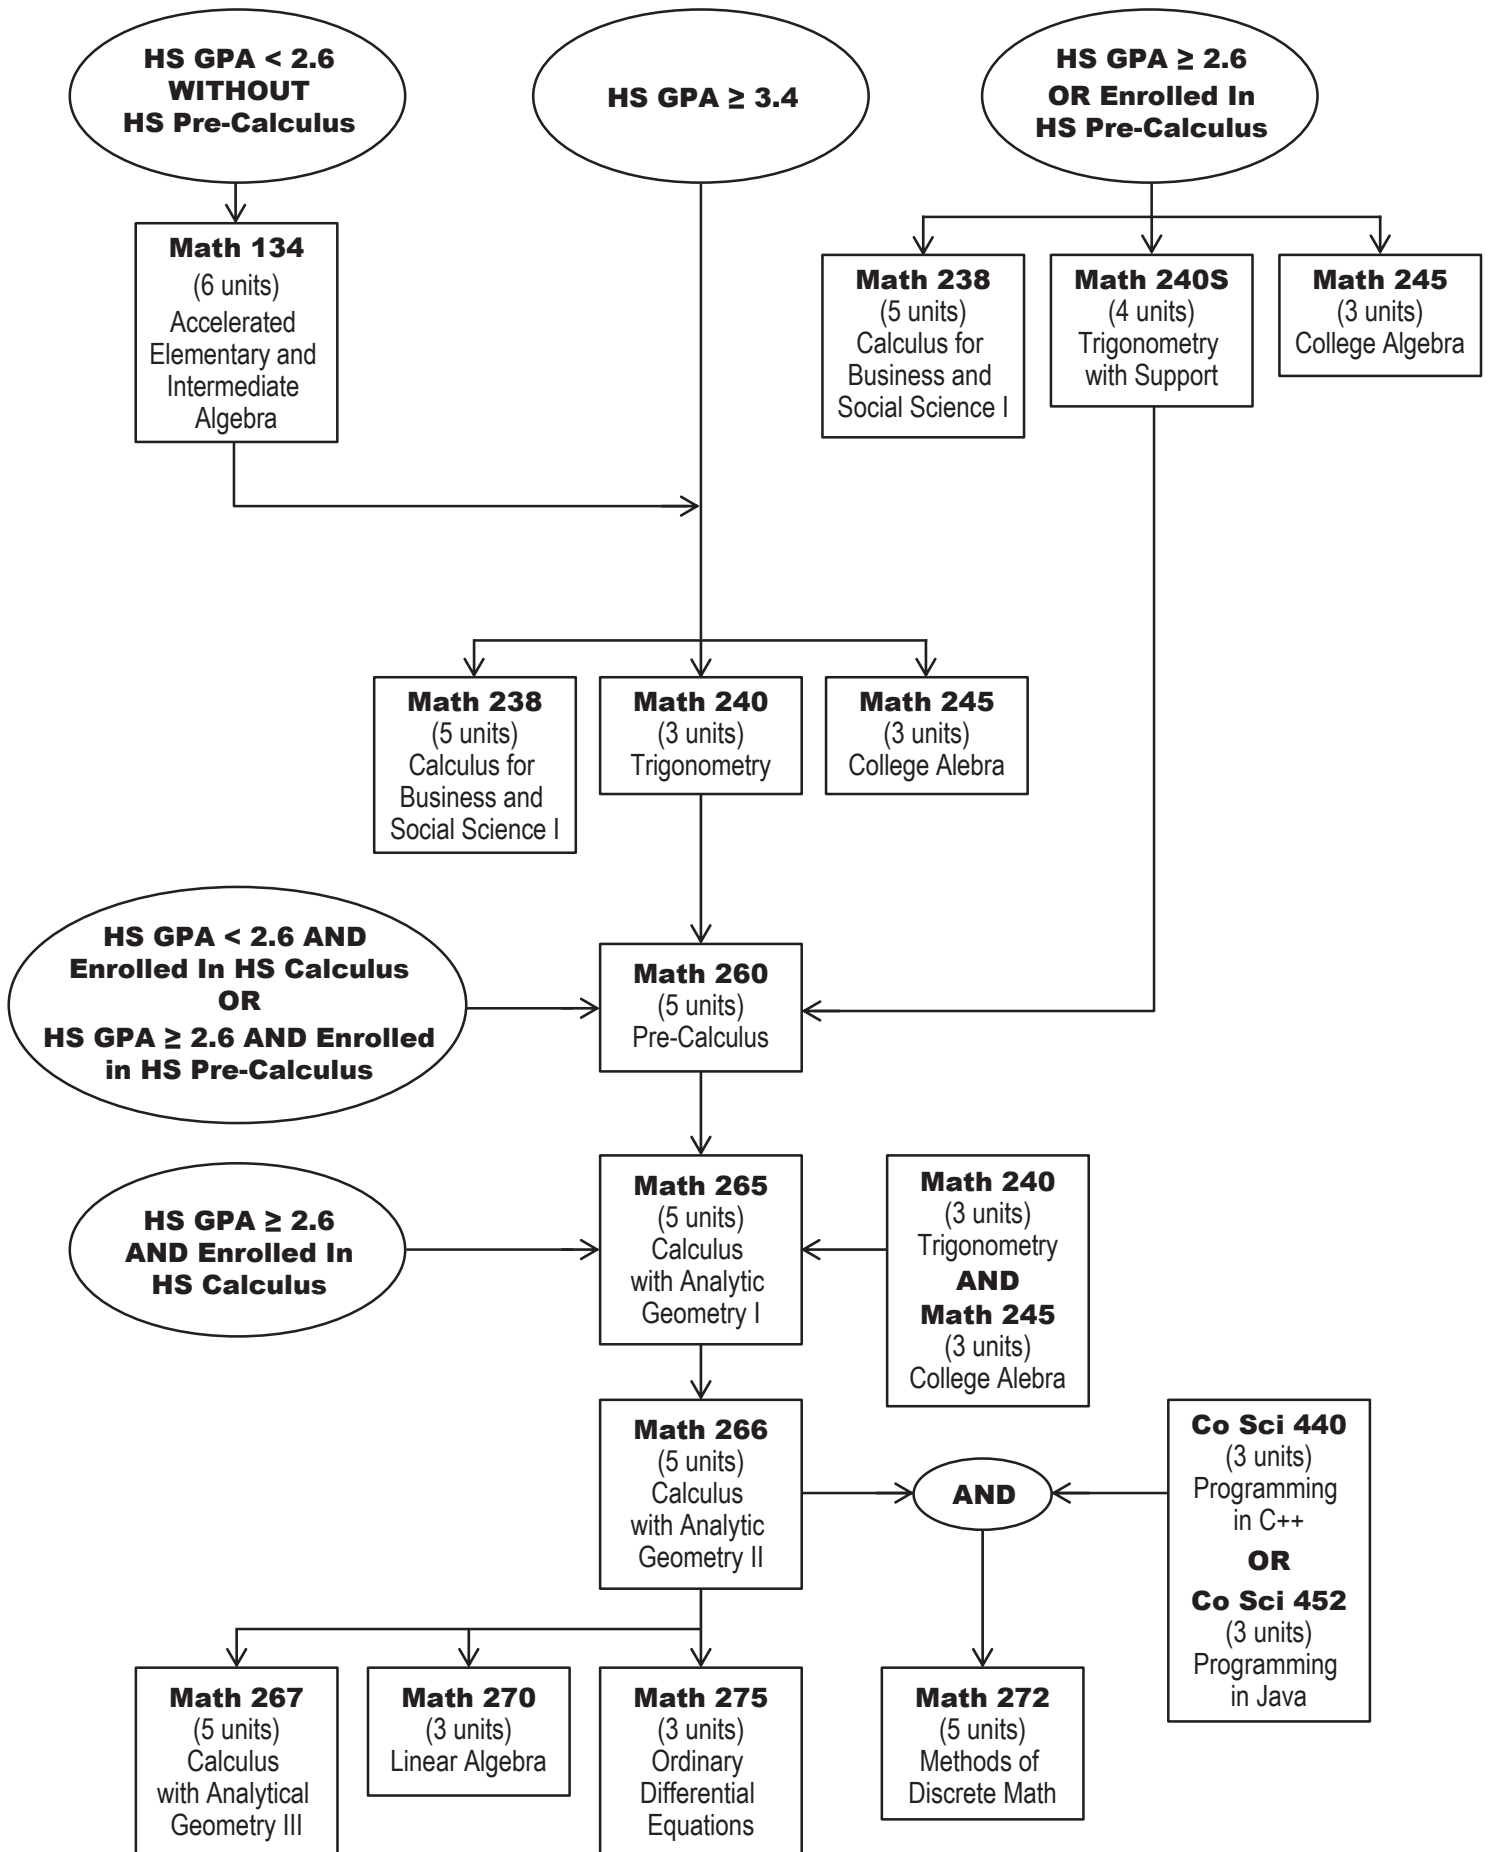 HS GPA < 2.6
WITHOUT
HS Pre-Calculus
HS GPA ≥ 3.4
HS GPA ≥ 2.6
OR Enrolled In
HS Pre-Calculus
Math 134
(6 units)
Accelerated
Elementary and
Intermediate
Algebra
Math 238
(5 units)
Calculus for
Business and
Social Science I
Math 240S
(4 units)
Trigonometry
with Support
Math 245
(3 units)
College Algebra
Math 238
(5 units)
Calculus for
Business and
Social Science I
Math 240
(3 units)
Trigonometry
Math 245
(3 units)
College Alebra
HS GPA < 2.6 AND
Enrolled In HS Calculus
OR
HS GPA ≥ 2.6 AND Enrolled
in HS Pre-Calculus
Math 260
(5 units)
Pre-Calculus
HS GPA ≥ 2.6
AND Enrolled In
HS Calculus
Math 265
(5 units)
Calculus
with Analytic
Geometry I
Math 240
(3 units)
Trigonometry
AND
Math 245
(3 units)
College Alebra
Math 266
(5 units)
Calculus
with Analytic
Geometry II
AND
Co Sci 440
(3 units)
Programming
in C++
OR
Co Sci 452
(3 units)
Programming
in Java
Math 267
(5 units)
Calculus
with Analytical
Geometry III
Math 270
(3 units)
Linear Algebra
Math 275
(3 units)
Ordinary
Differential
Equations
Math 272
(5 units)
Methods of
Discrete Math